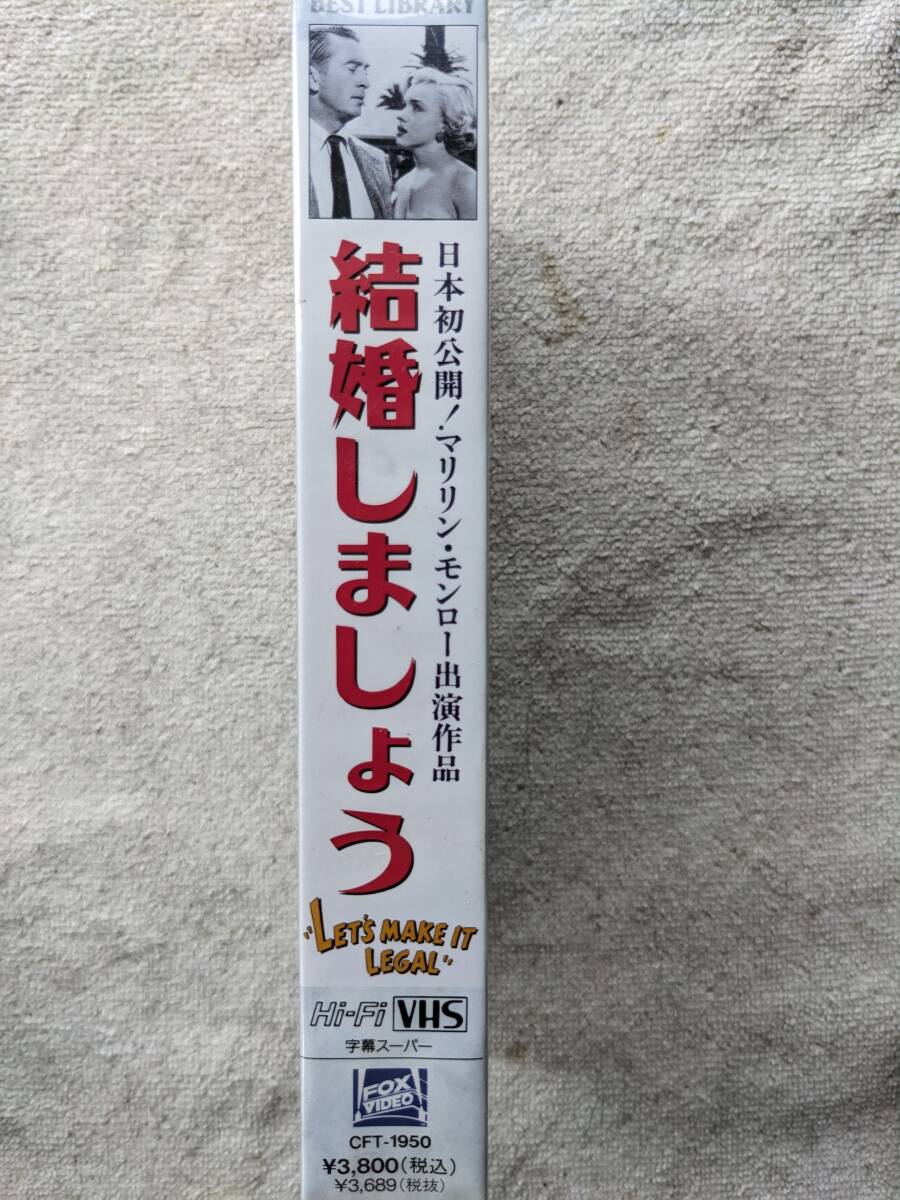 BEST LIBRARY
日本初公開!マリリン・モンロー出演作品
結婚しましょう
"LET'S MAKE IT
LEGAL"
Hi-Fi VHS
字幕スーパー
FOX
VIDEO
CFT-1950
¥3,800(税込)
¥3,689(税抜)